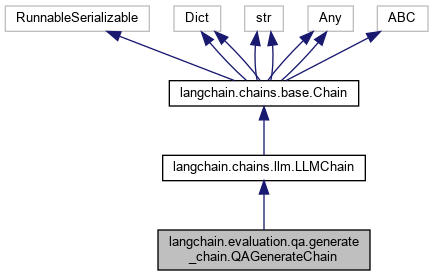 RunnableSerializable
Dict
str
Any
ABC
langchain.chains.base.Chain
langchain.chains.llm.LLMChain
langchain.evaluation.qa.generate
_chain.QAGenerateChain